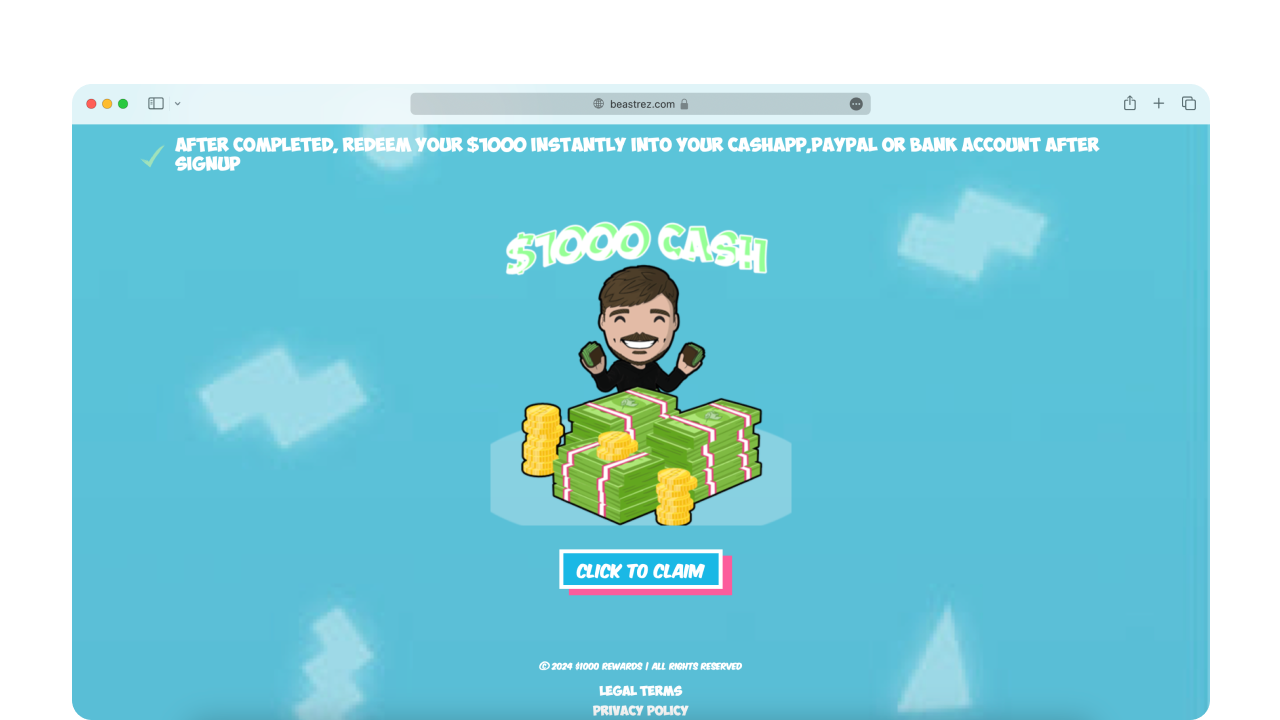 beastrez.com
AFTER COMPLETED, REDEEM YOUR $1000 INSTANTLY INTO YOUR CASHAPP,PAYPAL OR BANK ACCOUNT AFTER
SIGNUP
$1000 CASH
CLICK TO CLAIM
© 2024 $1000 REWARDS | ALL RIGHTS RESERVED
LEGAL TERMS
PRIVACY POLICY